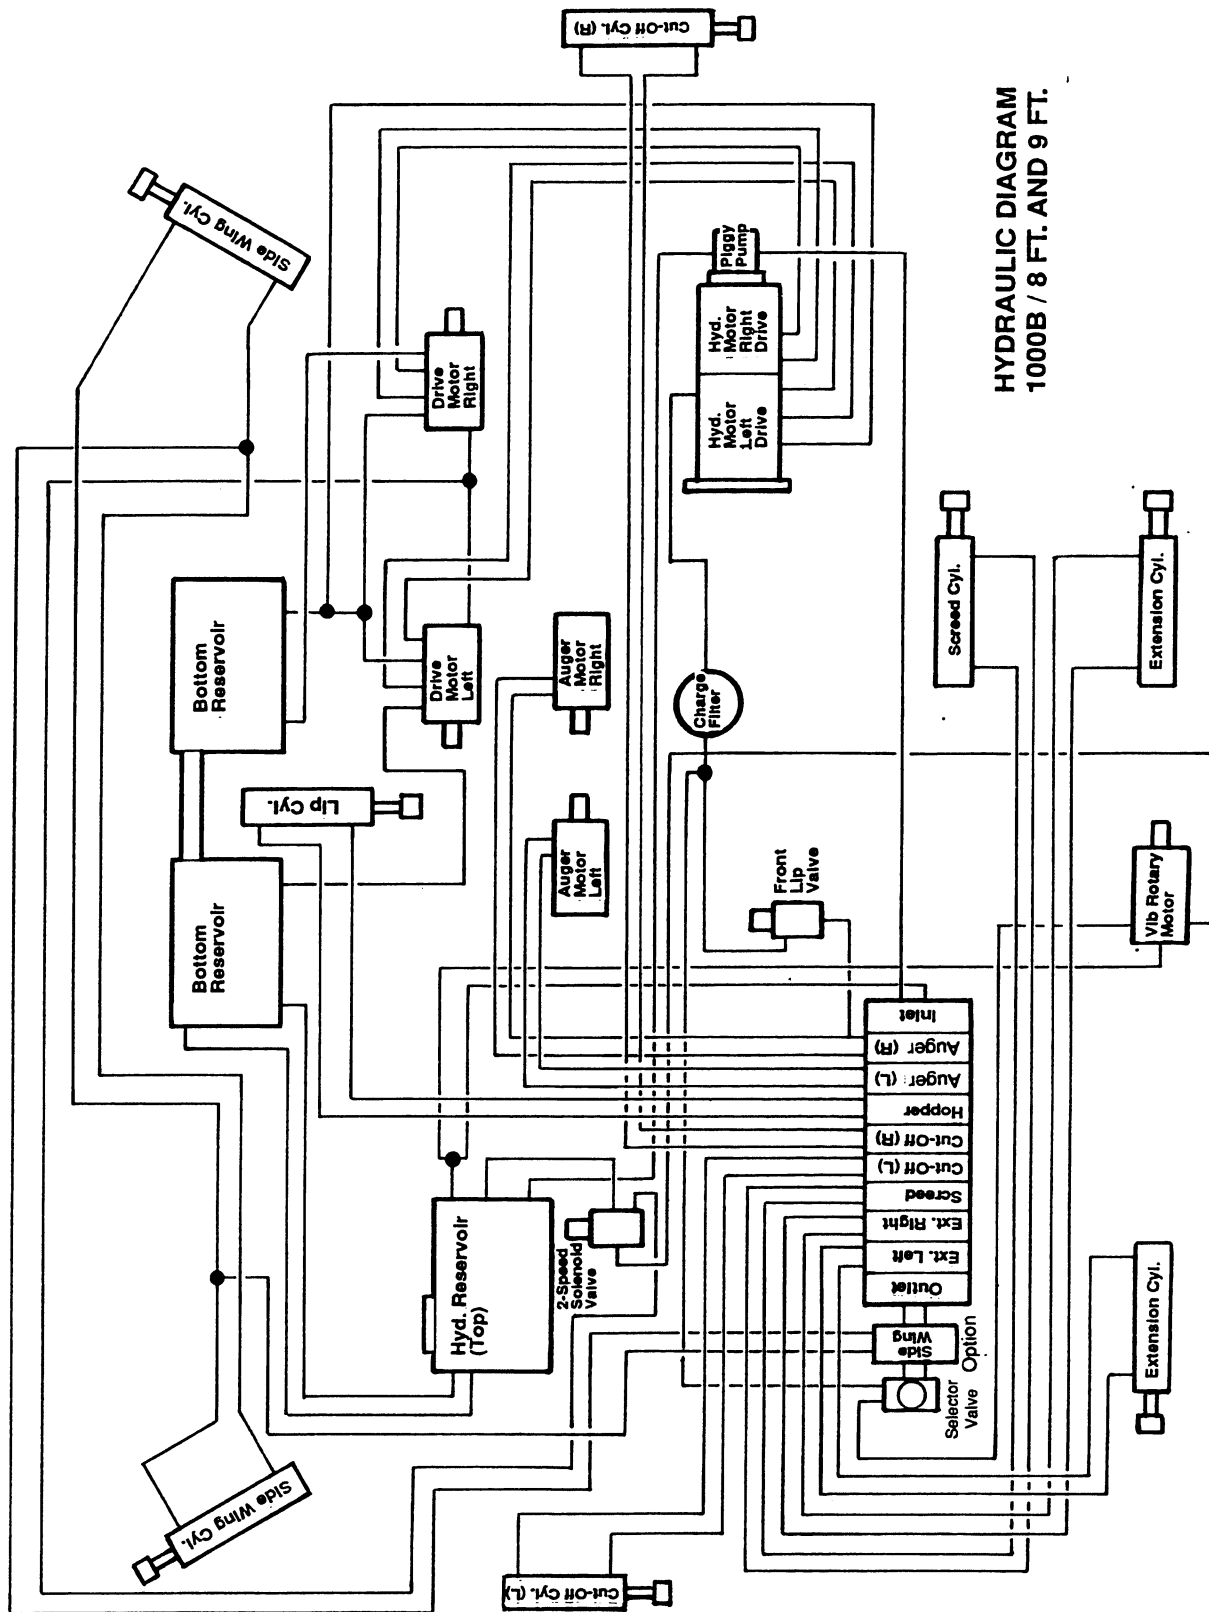 HYDRAULIC DIAGRAM
1000B / 8 FT. AND 9 FT.
Cut-Off Cyl. (R)
Side Wing Cyl.
Piggy
Pump
Hyd.
Motor
Right
Drive
Hyd.
Motor
Left
Drive
Drive
Motor
Right
Drive
Motor
Left
Bottom
Reservoir
Bottom
Reservoir
Lip Cyl.
Auger
Motor
Right
Auger
Motor
Left
Charge
Filter
Screed Cyl.
Extension Cyl.
Front
Lip
Valve
Vib Rotary
Motor
Inlet
Auger (R)
Auger (L)
Hopper
Cut-Off (R)
Cut-Off (L)
Screed
Ext. Right
Ext. Left
Outlet
Side
Wing
Option
Selector
Valve
Hyd. Reservoir
(Top)
2-Speed
Solenoid
Valve
Extension Cyl.
Side Wing Cyl.
Cut-Off Cyl. (L)